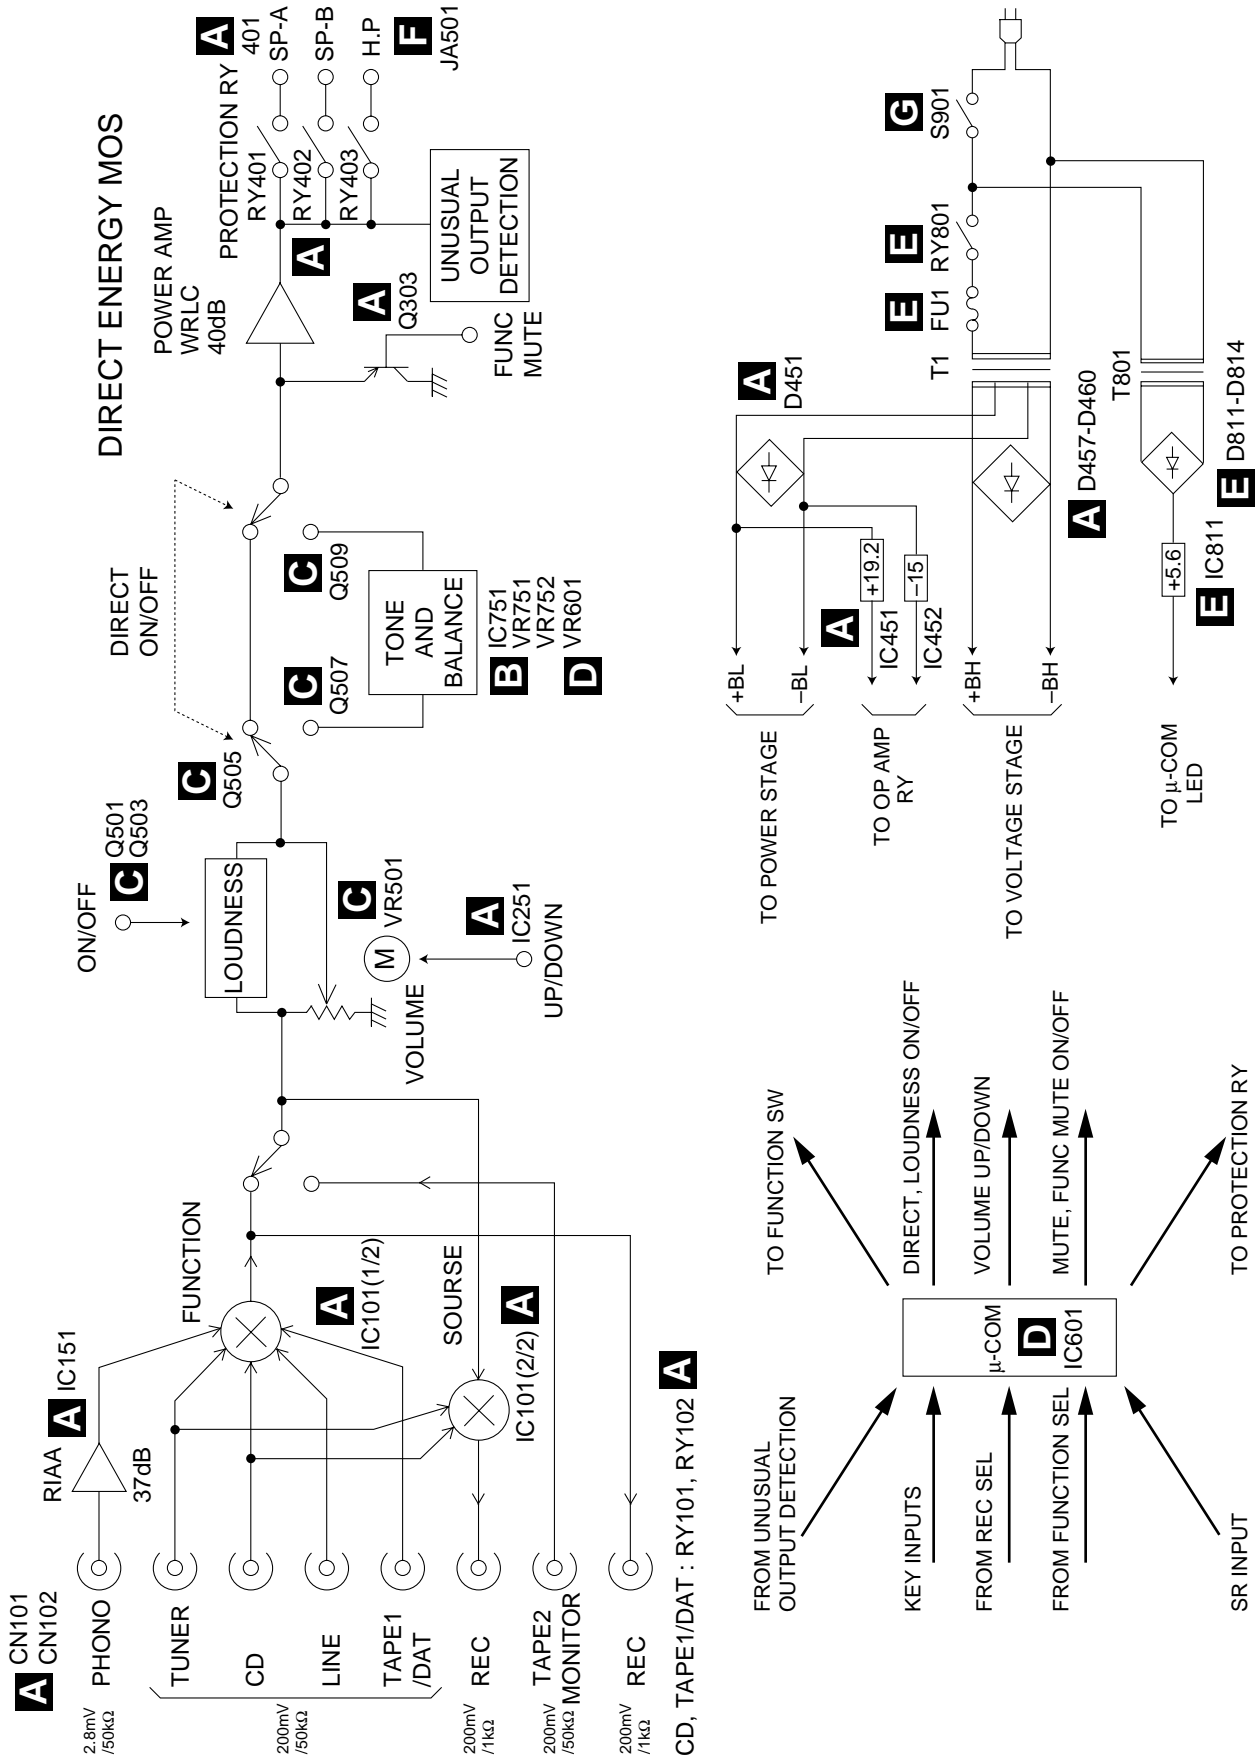 DIRECT ENERGY MOS
A CN101
CN102
2.8mV
/50kΩ
PHONO
RIAA
37dB
A IC151
200mV
/50kΩ
TUNER
CD
LINE
TAPE1
/DAT
200mV
/1kΩ
REC
200mV
/50kΩ
TAPE2
MONITOR
200mV
/1kΩ
REC
FUNCTION
A
IC101(1/2)
SOURSE
IC101(2/2)
A
CD, TAPE1/DAT : RY101, RY102 A
ON/OFF
C Q501
Q503
LOUDNESS
VOLUME
M
C
VR501
A
IC251
UP/DOWN
C
Q505
DIRECT
ON/OFF
C
Q507
C
Q509
TONE
AND
BALANCE
B IC751
VR751
VR752
D VR601
POWER AMP
WRLC
40dB
A
A
Q303
FUNC
MUTE
UNUSUAL
OUTPUT
DETECTION
PROTECTION RY
A
401
RY401
SP-A
RY402
SP-B
RY403
H.P
F
JA501
FROM UNUSUAL
OUTPUT DETECTION
KEY INPUTS
FROM REC SEL
FROM FUNCTION SEL
SR INPUT
μ-COM
D
IC601
TO FUNCTION SW
DIRECT, LOUDNESS ON/OFF
VOLUME UP/DOWN
MUTE, FUNC MUTE ON/OFF
TO PROTECTION RY
TO POWER STAGE
+BL
–BL
TO OP AMP
RY
A
IC451
+19.2
IC452
–15
TO VOLTAGE STAGE
+BH
–BH
TO μ-COM
LED
+5.6
E IC811
A
D451
A D457-D460
E D811-D814
T1
T801
E
FU1
E
RY801
G
S901